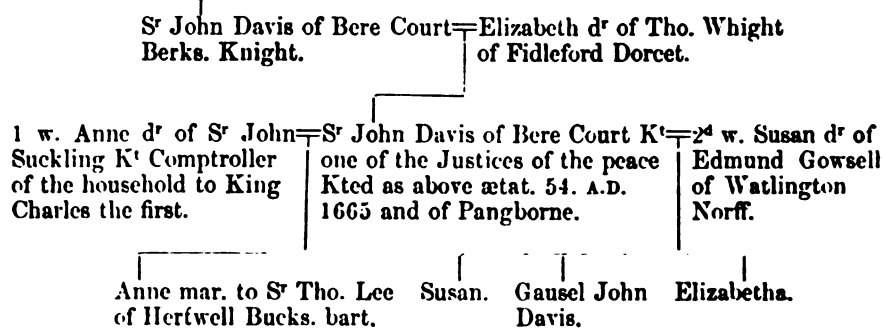 Sʳ John Davis of Bere Court=Elizabeth dʳ of Tho. Whight
Berks. Knight.
of Fidleford Dorcet.
1 w. Anne dʳ of Sʳ John=Sʳ John Davis of Bere Court Kᵗ=2ᵈ w. Susan dʳ of
Suckling Kᵗ Comptroller
one of the Justices of the peace
Edmund Gowsell
of the household to King
Kted as above ætat. 54. A.D.
of Watlington
Charles the first.
1665 and of Pangborne.
Norff.
Anne mar. to Sʳ Tho. Lee
Susan.
Gausel John
Elizabetha.
of Hertwell Bucks. bart.
Davis.